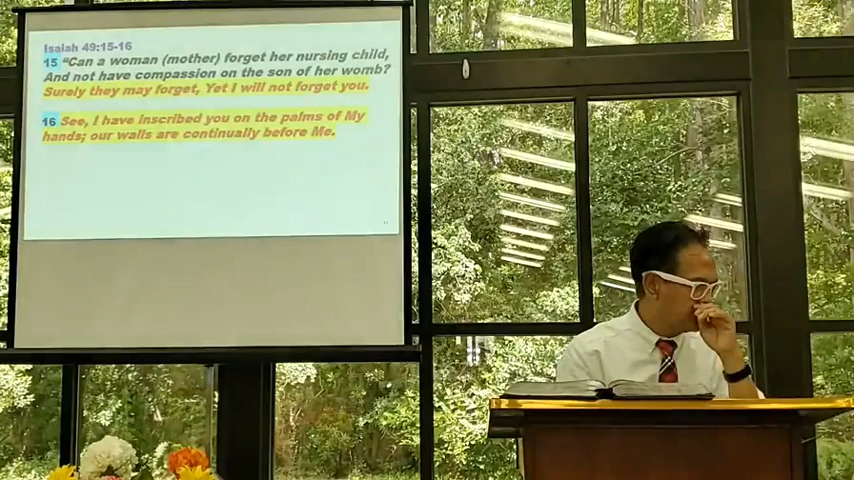 Isaiah 49:15-16
15 "Can a woman (mother) forget her nursing child,
And not have compassion on the son of her womb?
Surely they may forget, Yet I will not forget you.
16 See, I have inscribed you on the palms of My
hands; our walls are continually before Me.